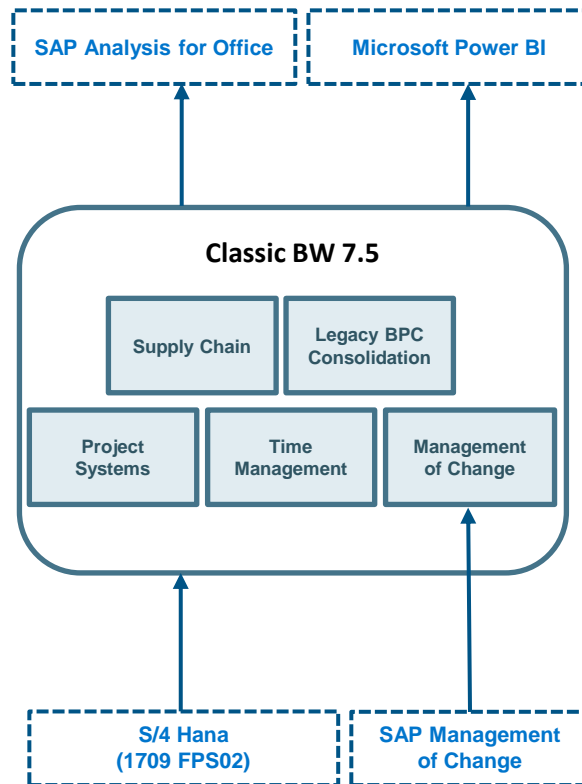 SAP Analysis for Office
Microsoft Power BI
Classic BW 7.5
Supply Chain
Legacy BPC
Consolidation
Project
Systems
Time
Management
Management
of Change
S/4 Hana
(1709 FPS02)
SAP Management
of Change